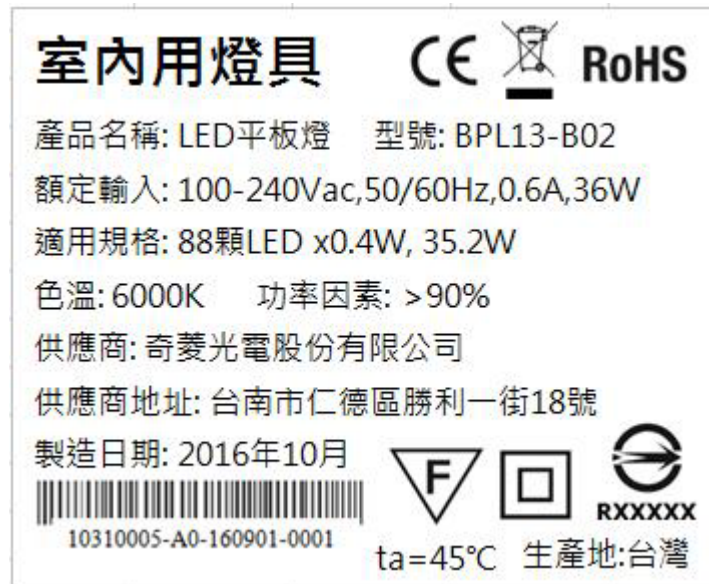 室內用燈具 CE RoHS
產品名稱: LED平板燈 型號: BPL13-B02
額定輸入: 100-240Vac,50/60Hz,0.6A,36W
適用規格: 88顆LED x0.4W, 35.2W
色溫: 6000K 功率因素: >90%
供應商: 奇菱光電股份有限公司
供應商地址: 台南市仁德區勝利一街18號
製造日期: 2016年10月
F
RXXXXX
10310005-A0-160901-0001
ta=45℃ 生產地:台灣